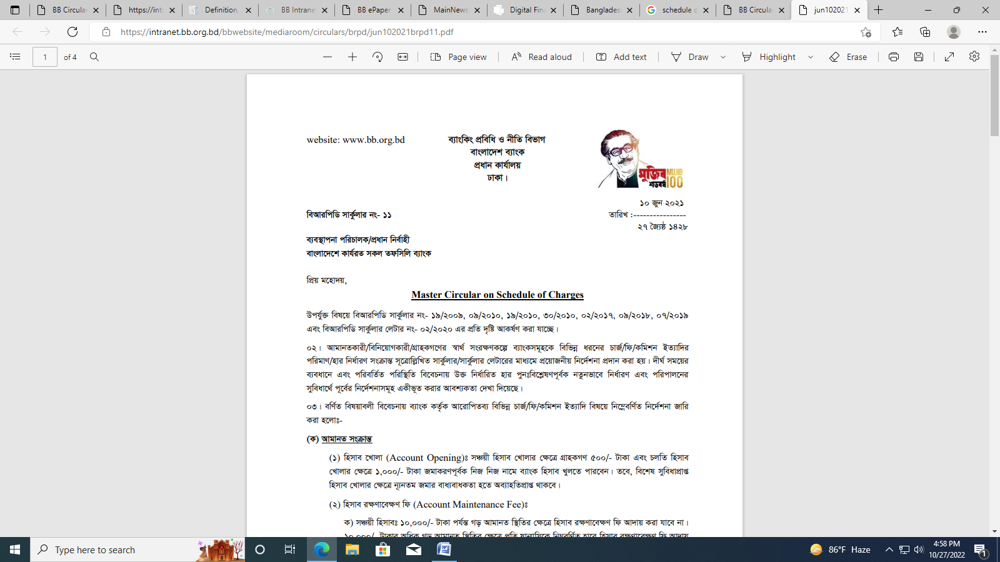 BB Circular
https://int
Definition,
BB Intrane
BB ePaper
MainNews
Digital Fin
Banglades
schedule c
BB Circula
jun102021
https://intranet.bb.org.bd/bbwebsite/mediaroom/circulars/brpd/jun102021brpd11.pdf
1 of 4 Page view Read aloud Add text Draw Highlight Erase
website: www.bb.org.bd
ব্যাংকিং প্রবিধি ও নীতি বিভাগ
বাংলাদেশ ব্যাংক
প্রধান কার্যালয়
ঢাকা।
মুজিব MUJIB
শতবর্ষ 100
১০ জুন ২০২১
বিআরপিডি সার্কুলার নং- ১১ তারিখ :----------------
২৭ জ্যৈষ্ঠ ১৪২৮
ব্যবস্থাপনা পরিচালক/প্রধান নির্বাহী
বাংলাদেশে কার্যরত সকল তফসিলি ব্যাংক
প্রিয় মহোদয়,
Master Circular on Schedule of Charges
উপর্যুক্ত বিষয়ে বিআরপিডি সার্কুলার নং- ১৯/২০০৯, ০৯/২০১০, ১৯/২০১০, ৩০/২০১০, ০২/২০১৭, ০৯/২০১৮, ০৭/২০১৯
এবং বিআরপিডি সার্কুলার লেটার নং- ০২/২০২০ এর প্রতি দৃষ্টি আকর্ষণ করা যাচ্ছে।
০২। আমানতকারী/বিনিয়োগকারী/গ্রাহকগণের স্বার্থ সংরক্ষণকল্পে ব্যাংকসমূহকে বিভিন্ন ধরনের চার্জ/ফি/কমিশন ইত্যাদির
পরিমাণ/হার নির্ধারণ সংক্রান্ত সূত্রোল্লিখিত সার্কুলার/সার্কুলার লেটারের মাধ্যমে প্রয়োজনীয় নির্দেশনা প্রদান করা হয়। দীর্ঘ সময়ের
ব্যবধানে এবং পরিবর্তিত পরিস্থিতি বিবেচনায় উক্ত নির্ধারিত হার পুনঃবিশ্লেষণপূর্বক নতুনভাবে নির্ধারণ এবং পরিপালনের
সুবিধার্থে পূর্বের নির্দেশনাসমূহ একীভূত করার আবশ্যকতা দেখা দিয়েছে।
০৩। বর্ণিত বিষয়াবলী বিবেচনায় ব্যাংক কর্তৃক আরোপিতব্য বিভিন্ন চার্জ/ফি/কমিশন ইত্যাদি বিষয়ে নিম্নেবর্ণিত নির্দেশনা জারি
করা হলোঃ-
(ক) আমানত সংক্রান্ত
(১) হিসাব খোলা (Account Opening)ঃ সঞ্চয়ী হিসাব খোলার ক্ষেত্রে গ্রাহকগণ ৫০০/- টাকা এবং চলতি হিসাব
খোলার ক্ষেত্রে ১,০০০/- টাকা জমাকরণপূর্বক নিজ নিজ নামে ব্যাংক হিসাব খুলতে পারবেন। তবে, বিশেষ সুবিধাপ্রাপ্ত
হিসাব খোলার ক্ষেত্রে ন্যূনতম জমার বাধ্যবাধকতা হতে অব্যাহতিপ্রাপ্ত থাকবে।
(২) হিসাব রক্ষণাবেক্ষণ ফি (Account Maintenance Fee)ঃ
ক) সঞ্চয়ী হিসাবঃ ১০,০০০/- টাকা পর্যন্ত গড় আমানত স্থিতির ক্ষেত্রে হিসাব রক্ষণাবেক্ষণ ফি আদায় করা যাবে না।
১০,০০০/- টাকার অধিক গড় আমানত স্থিতির ক্ষেত্রে প্রতি ষান্মাসিকে নিম্নবর্ণিত হারে হিসাব রক্ষণাবেক্ষণ ফি আদায়
Type here to search
86°F Haze
4:58 PM
10/27/2022
1